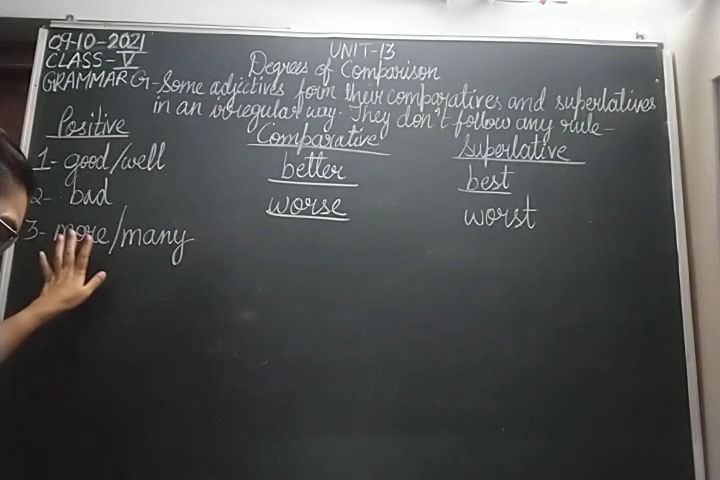 09-10-2021
UNIT-13
CLASS-V
Degrees of Comparison
GRAMMAR G-Some adjectives form their comparatives and superlatives
in an irregular way. They don't follow any rule-
Positive Comparative Superlative
1- good/well better best
2- bad worse worst
3- more/many